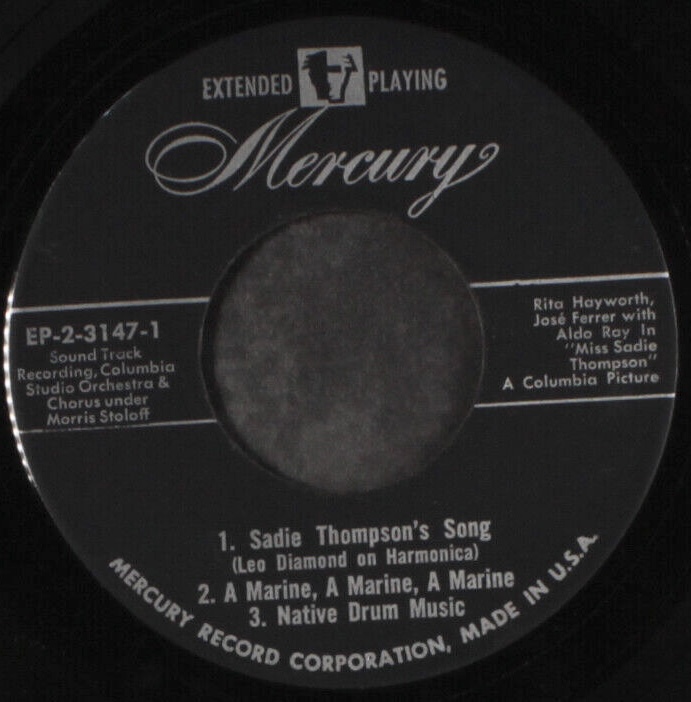 EXTENDED PLAYING
Mercury
EP-2-3147-1
Sound Track
Recording, Columbia
Studio Orchestra &
Chorus under
Morris Stoloff
Rita Hayworth,
José Ferrer with
Aldo Ray In
"Miss Sadie
Thompson"
A Columbia Picture
1. Sadie Thompson's Song
(Leo Diamond on Harmonica)
2. A Marine, A Marine, A Marine
3. Native Drum Music
MERCURY RECORD CORPORATION, MADE IN U.S.A.